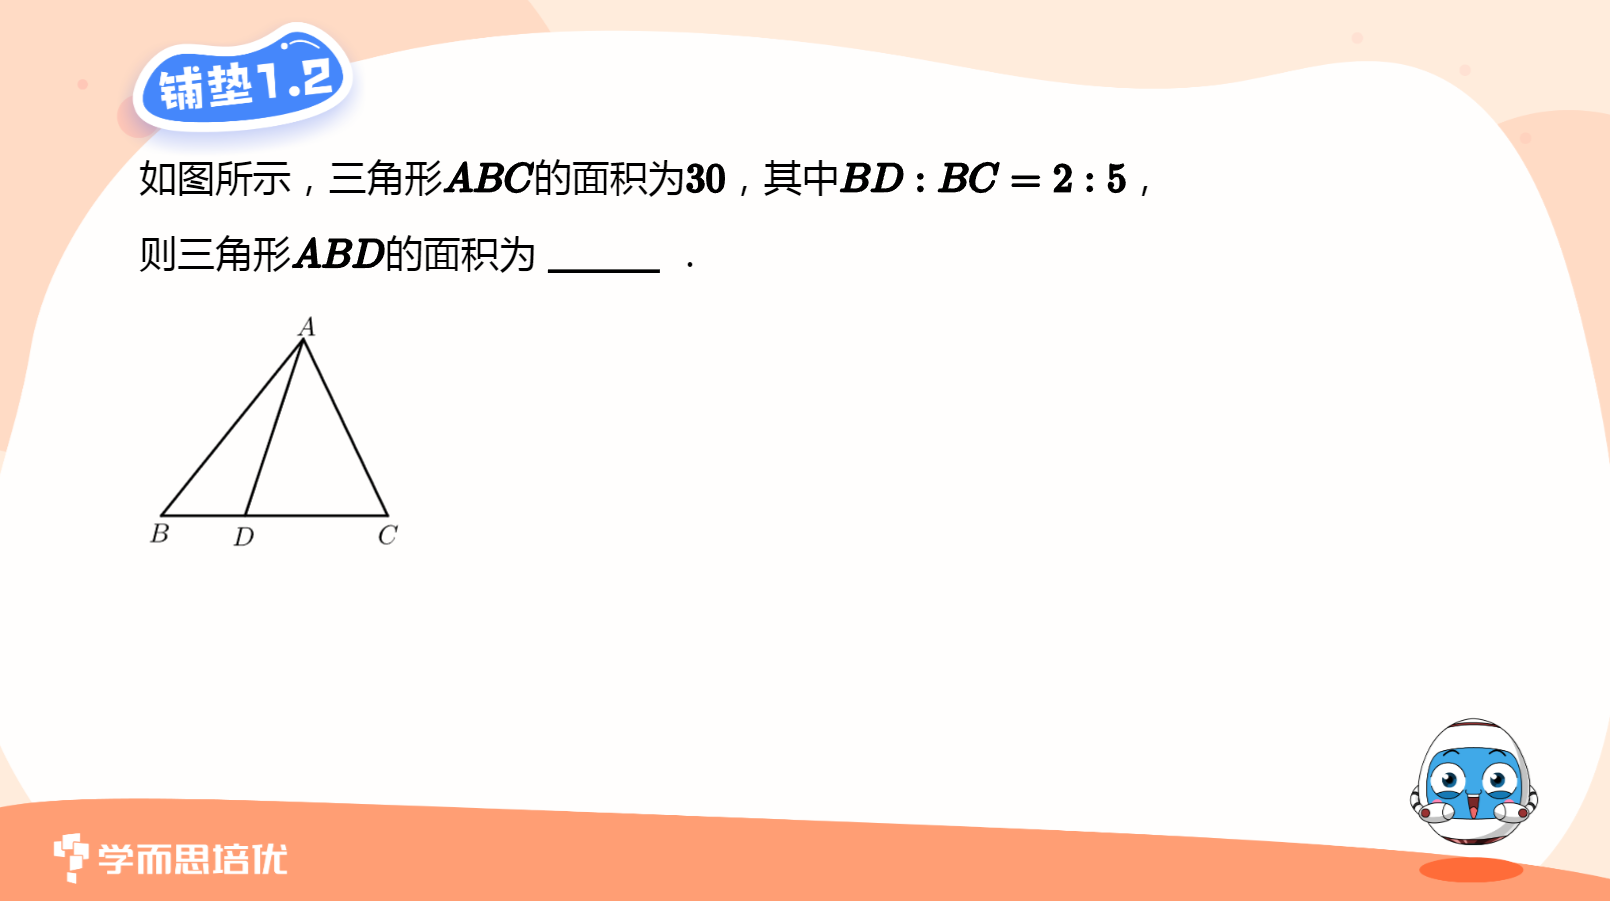 铺垫1.2
如图所示，三角形ABC的面积为30，其中BD : BC = 2 : 5，
则三角形ABD的面积为 ______ .
A
B
D
C
学而思培优